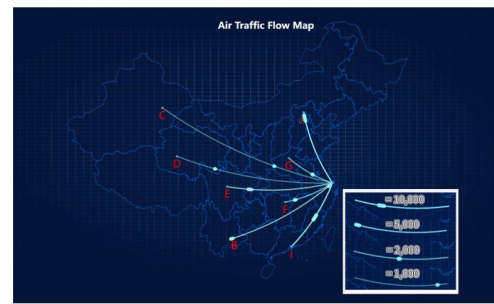 Air Traffic Flow Map
C
D
G
E
F
B
I
=10,000
=5,000
=2,000
=1,000